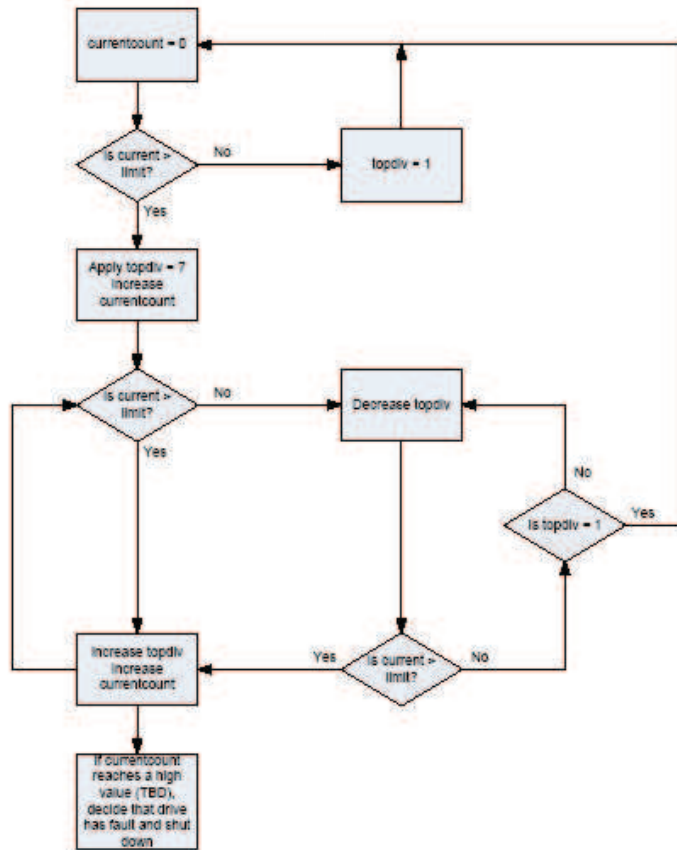 currentcount = 0
Is current >
limit?
No
topdiv = 1
Yes
Apply topdiv = 7
Increase
currentcount
Is current >
limit?
No
Decrease topdiv
Yes
No
Is topdiv = 1
Yes
Increase topdiv
Increase
currentcount
Yes
Is current >
limit?
No
If currentcount
reaches a high
value (TBD),
decide that drive
has fault and shut
down